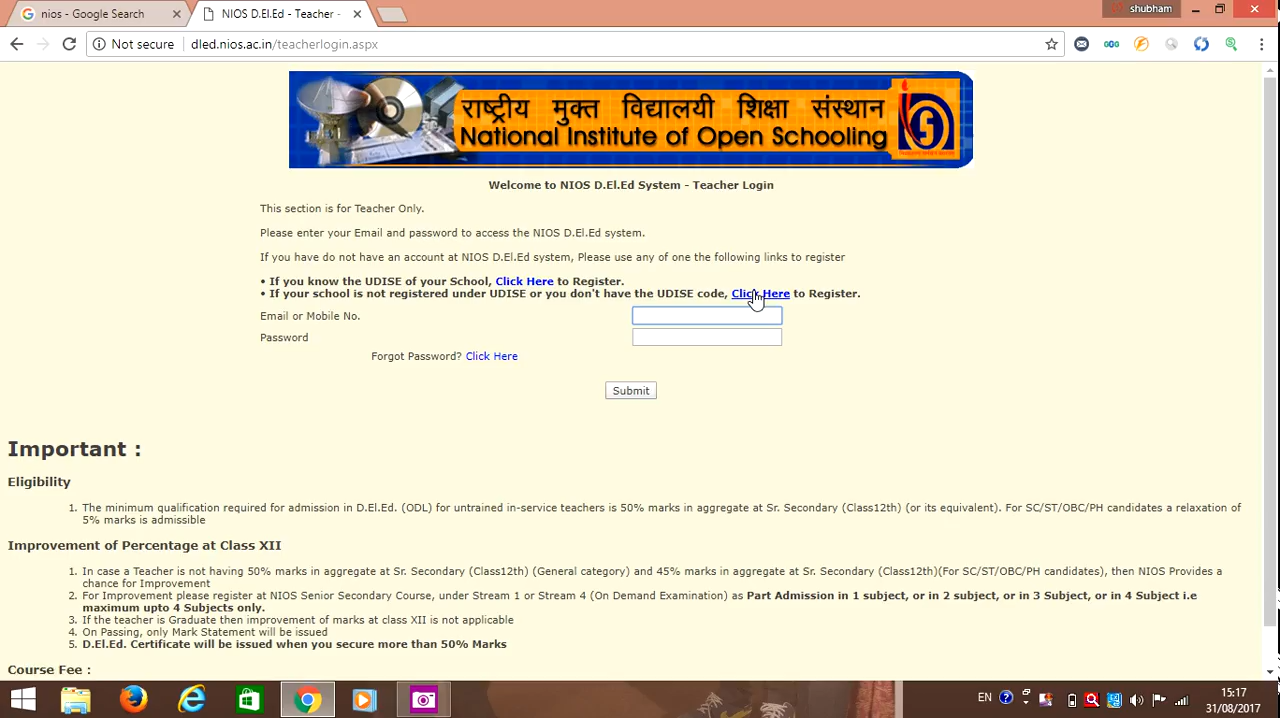 nios - Google Search
NIOS D.El.Ed - Teacher -
shubham
Not secure
dled.nios.ac.in/teacherlogin.aspx
राष्ट्रीय मुक्त विद्यालयी शिक्षा संस्थान
National Institute of Open Schooling
Welcome to NIOS D.El.Ed System - Teacher Login
This section is for Teacher Only.
Please enter your Email and password to access the NIOS D.El.Ed system.
If you have do not have an account at NIOS D.El.Ed system, Please use any of one the following links to register
• If you know the UDISE of your School, Click Here to Register.
• If your school is not registered under UDISE or you don't have the UDISE code, Click Here to Register.
Email or Mobile No.
Password
Forgot Password? Click Here
Submit
Important :
Eligibility
1. The minimum qualification required for admission in D.El.Ed. (ODL) for untrained in-service teachers is 50% marks in aggregate at Sr. Secondary (Class12th) (or its equivalent). For SC/ST/OBC/PH candidates a relaxation of
5% marks is admissible
Improvement of Percentage at Class XII
1. In case a Teacher is not having 50% marks in aggregate at Sr. Secondary (Class12th) (General category) and 45% marks in aggregate at Sr. Secondary (Class12th)(For SC/ST/OBC/PH candidates), then NIOS Provides a
chance for Improvement
2. For Improvement please register at NIOS Senior Secondary Course, under Stream 1 or Stream 4 (On Demand Examination) as Part Admission in 1 subject, or in 2 subject, or in 3 Subject, or in 4 Subject i.e
maximum upto 4 Subjects only.
3. If the teacher is Graduate then improvement of marks at class XII is not applicable
4. On Passing, only Mark Statement will be issued
5. D.El.Ed. Certificate will be issued when you secure more than 50% Marks
Course Fee :
EN
15:17
31/08/2017